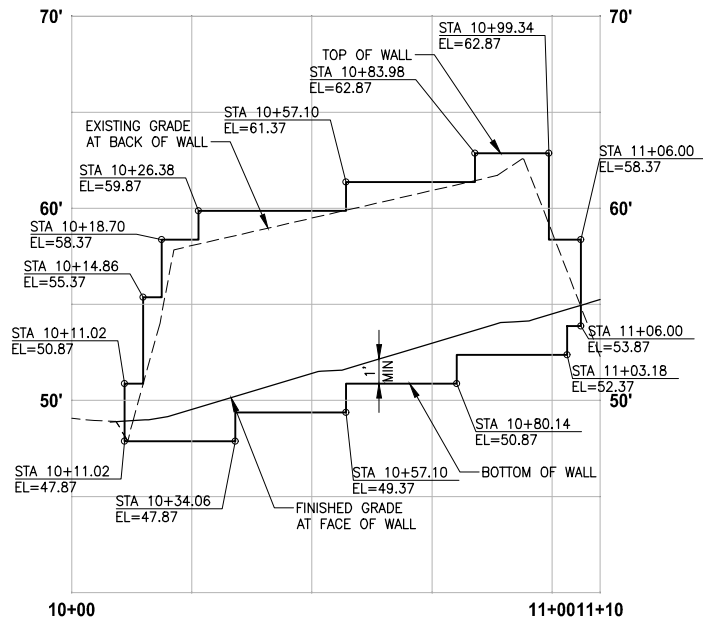 70'
70'
STA 10+99.34
EL=62.87
TOP OF WALL
STA 10+83.98
EL=62.87
STA 10+57.10
EL=61.37
EXISTING GRADE
AT BACK OF WALL
STA 11+06.00
EL=58.37
STA 10+26.38
EL=59.87
60'
60'
STA 10+18.70
EL=58.37
STA 10+14.86
EL=55.37
STA 10+11.02
EL=50.87
STA 11+06.00
EL=53.87
1'
MIN
STA 11+03.18
EL=52.37
50'
50'
STA 10+80.14
EL=50.87
STA 10+11.02
EL=47.87
STA 10+57.10
EL=49.37
BOTTOM OF WALL
STA 10+34.06
EL=47.87
FINISHED GRADE
AT FACE OF WALL
10+00
11+00
11+10